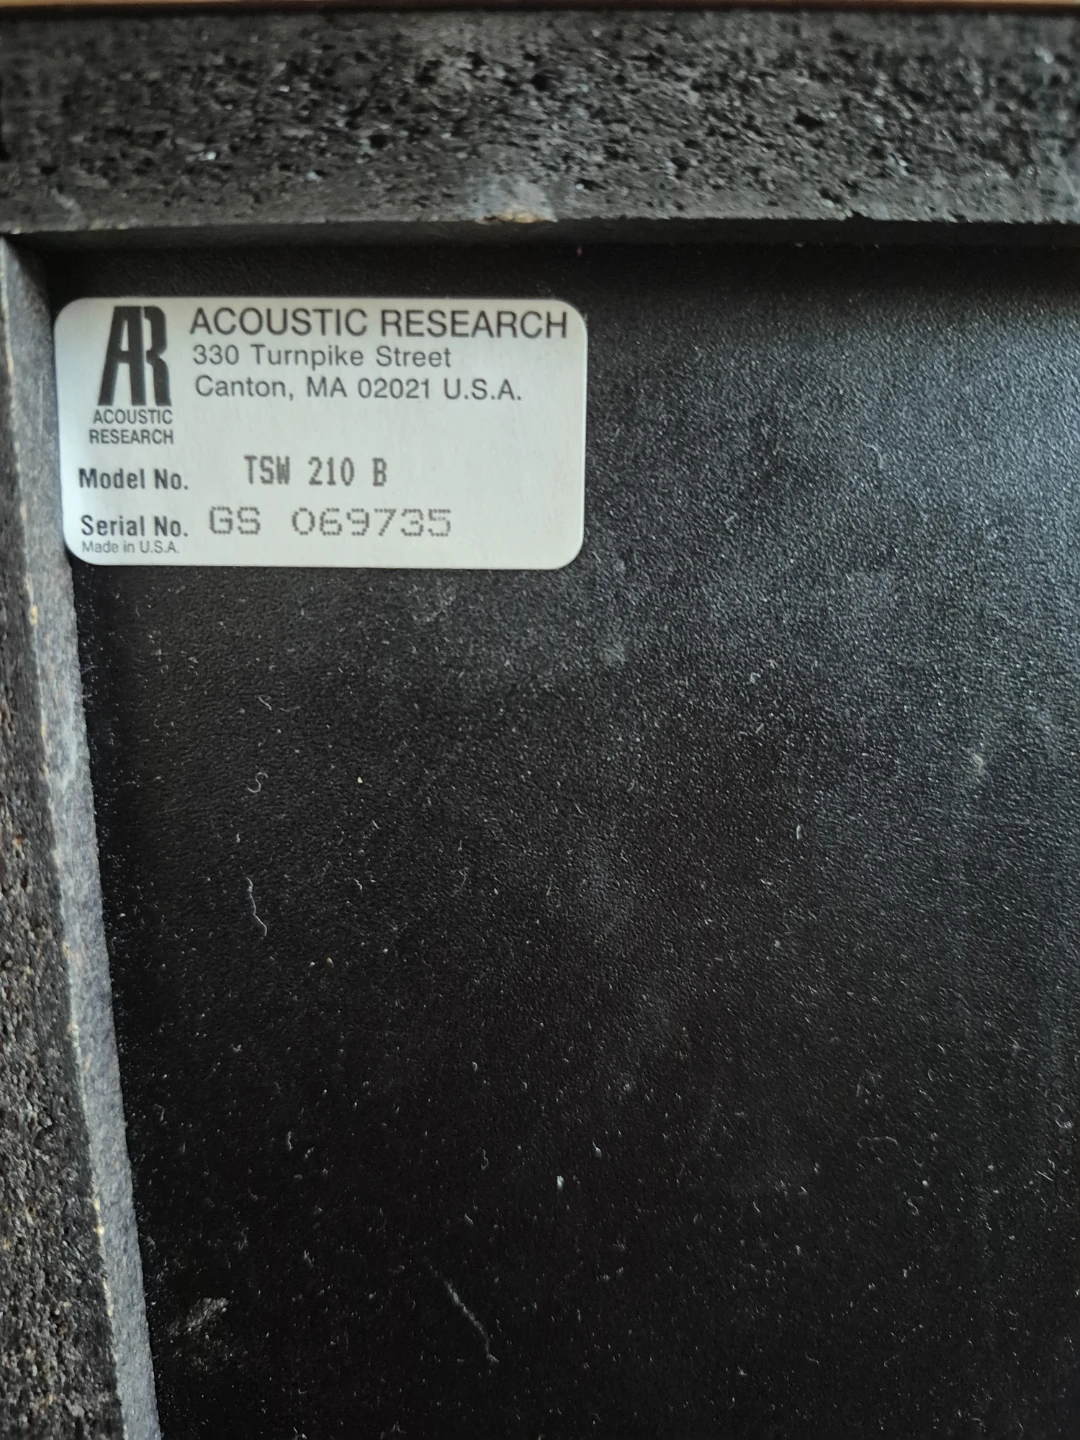 AR
ACOUSTIC
RESEARCH
ACOUSTIC RESEARCH
330 Turnpike Street
Canton, MA 02021 U.S.A.
Model No. TSW 210 B
Serial No. GS 069735
Made in U.S.A.